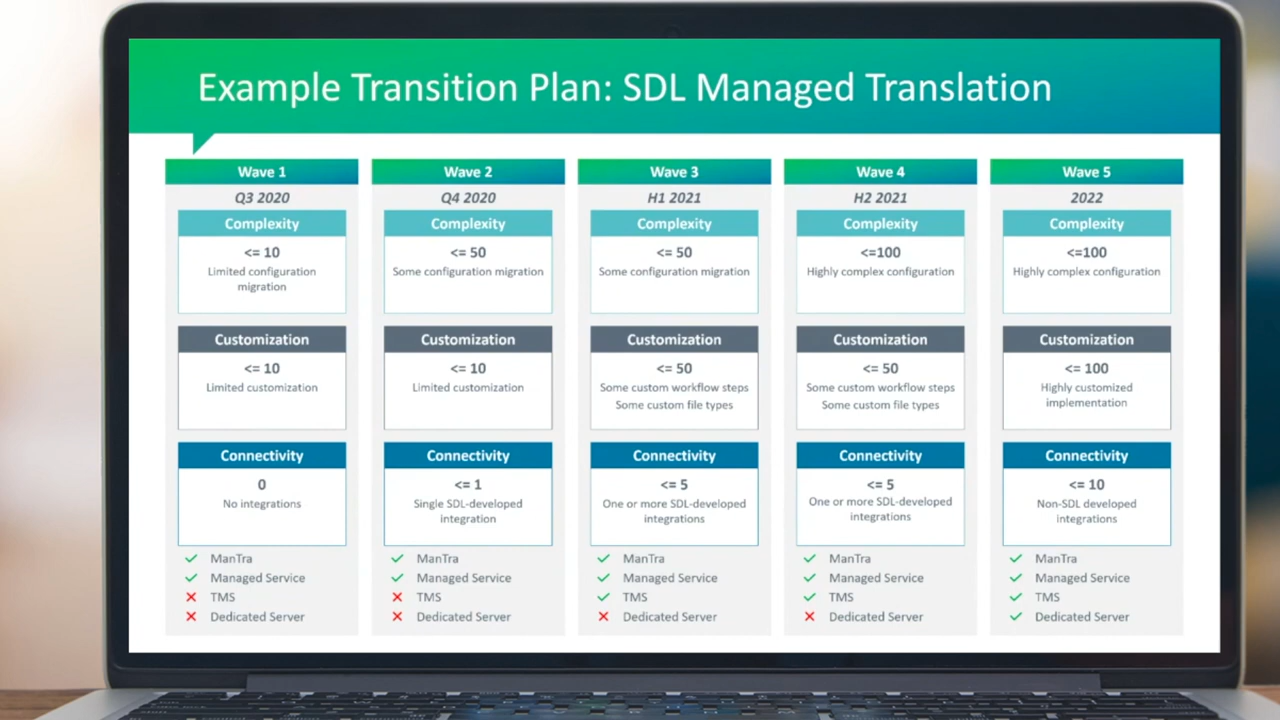 Example Transition Plan: SDL Managed Translation
Wave 1
Q3 2020
Complexity
<= 10
Limited configuration
migration
Customization
<= 10
Limited customization
Connectivity
0
No integrations
✓ ManTra
✓ Managed Service
✕ TMS
✕ Dedicated Server
Wave 2
Q4 2020
Complexity
<= 50
Some configuration migration
Customization
<= 10
Limited customization
Connectivity
<= 1
Single SDL-developed
integration
✓ ManTra
✓ Managed Service
✕ TMS
✕ Dedicated Server
Wave 3
H1 2021
Complexity
<= 50
Some configuration migration
Customization
<= 50
Some custom workflow steps
Some custom file types
Connectivity
<= 5
One or more SDL-developed
integrations
✓ ManTra
✓ Managed Service
✓ TMS
✕ Dedicated Server
Wave 4
H2 2021
Complexity
<=100
Highly complex configuration
Customization
<= 50
Some custom workflow steps
Some custom file types
Connectivity
<= 5
One or more SDL-developed
integrations
✓ ManTra
✓ Managed Service
✓ TMS
✕ Dedicated Server
Wave 5
2022
Complexity
<=100
Highly complex configuration
Customization
<= 100
Highly customized
implementation
Connectivity
<= 10
Non-SDL developed
integrations
✓ ManTra
✓ Managed Service
✓ TMS
✓ Dedicated Server